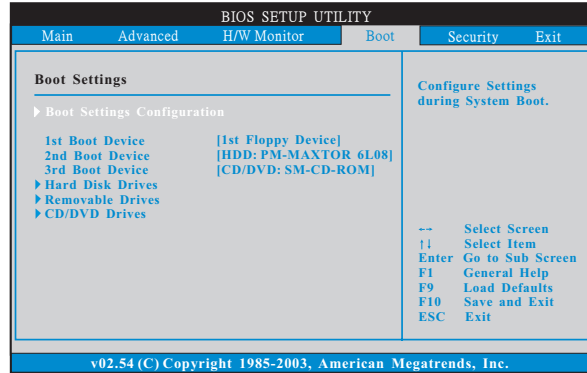 BIOS SETUP UTILITY
Main Advanced H/W Monitor Boot Security Exit
Boot Settings
Boot Settings Configuration
1st Boot Device [1st Floppy Device]
2nd Boot Device [HDD: PM-MAXTOR 6L08]
3rd Boot Device [CD/DVD: SM-CD-ROM]
Hard Disk Drives
Removable Drives
CD/DVD Drives
Configure Settings
during System Boot.
←→ Select Screen
↑↓ Select Item
Enter Go to Sub Screen
F1 General Help
F9 Load Defaults
F10 Save and Exit
ESC Exit
v02.54 (C) Copyright 1985-2003, American Megatrends, Inc.